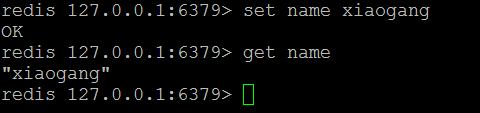 redis 127.0.0.1:6379> set name xiaogang
OK
redis 127.0.0.1:6379> get name
"xiaogang"
redis 127.0.0.1:6379>